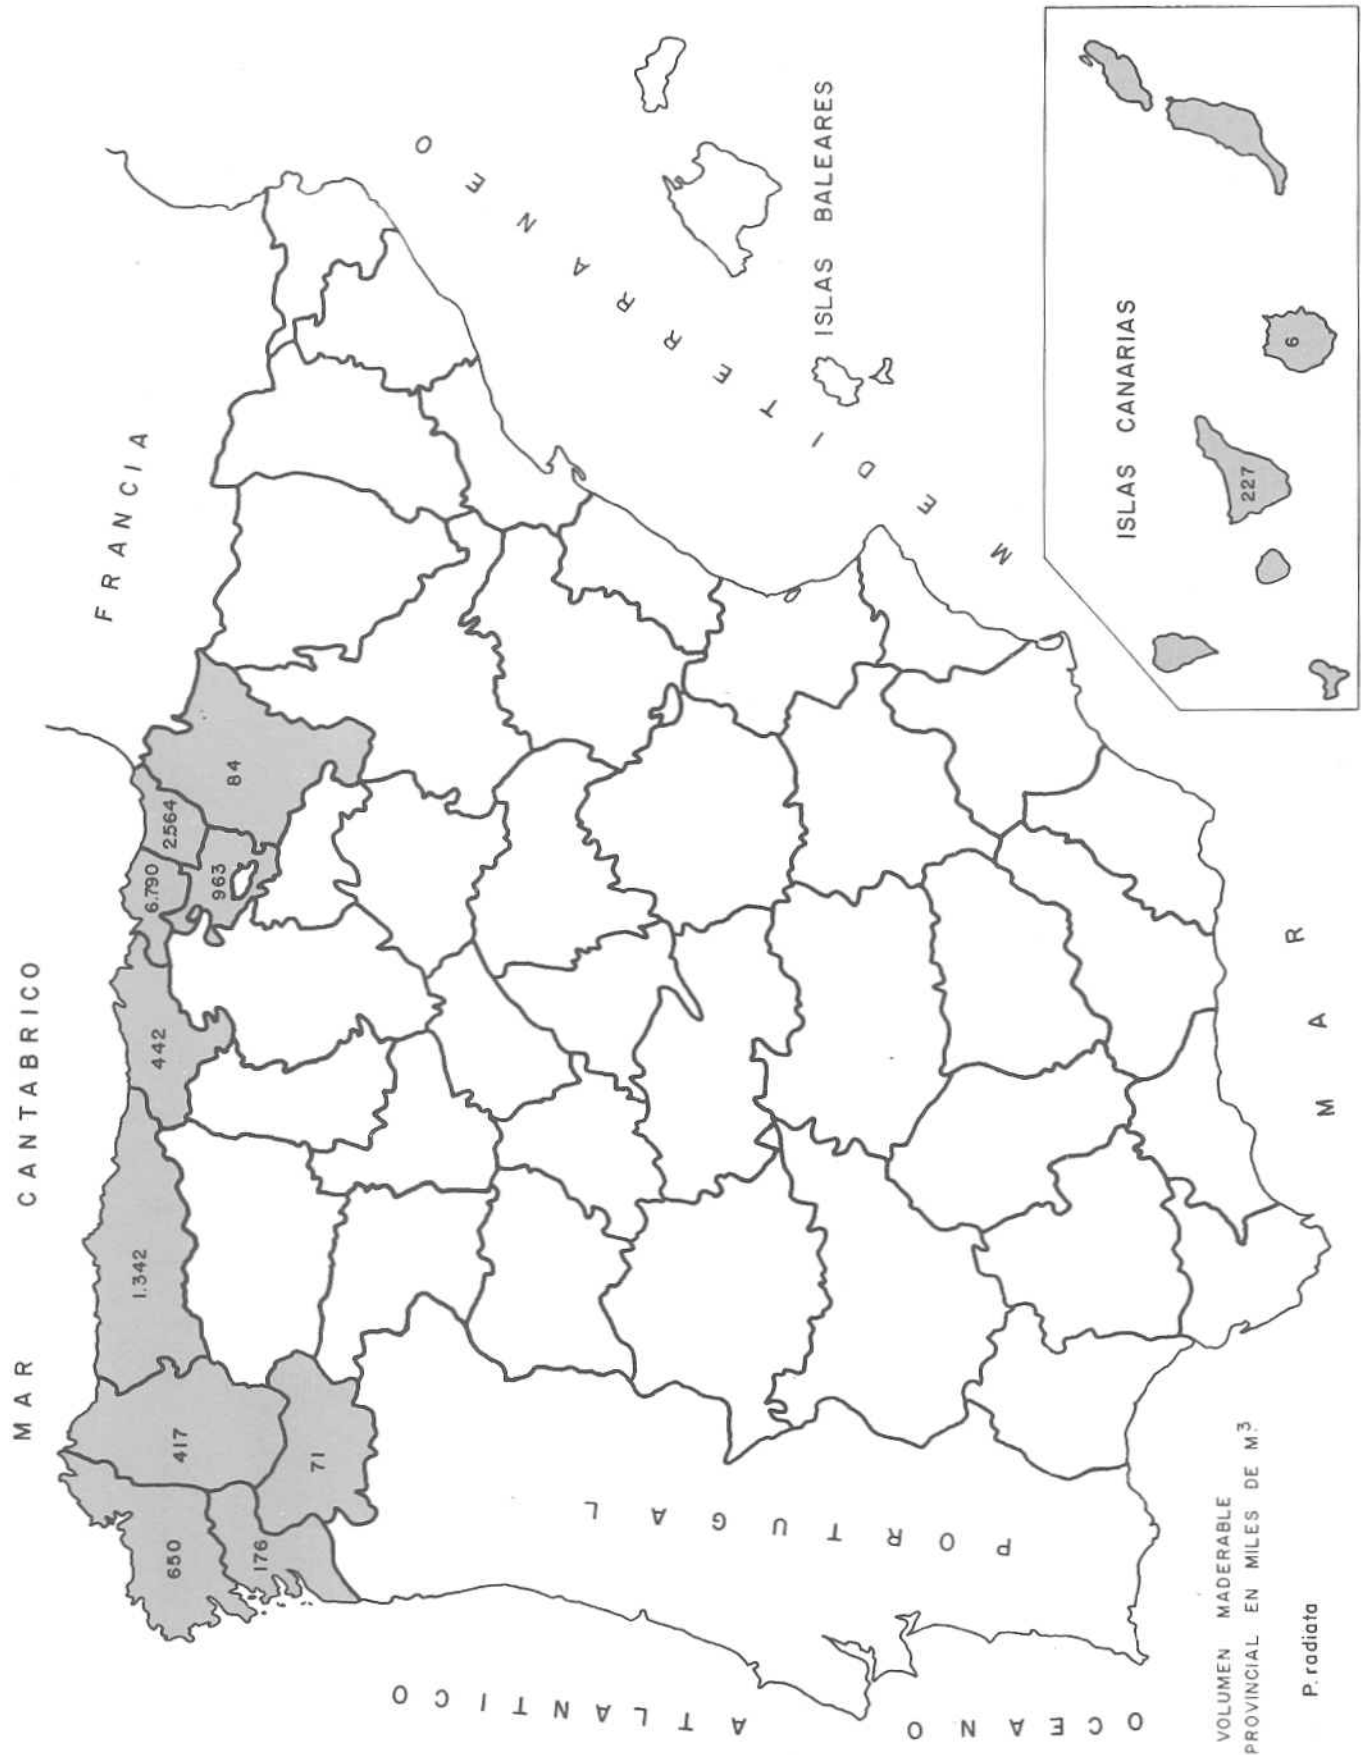 MAR CANTABRICO
FRANCIA
650
417
1.342
442
6.790
2.564
176
71
963
84
MAR MEDITERRANEO
ISLAS BALEARES
PORTUGAL
OCEANO ATLANTICO
ISLAS CANARIAS
227
6
VOLUMEN MADERABLE
PROVINCIAL EN MILES DE M³.
P. radiata